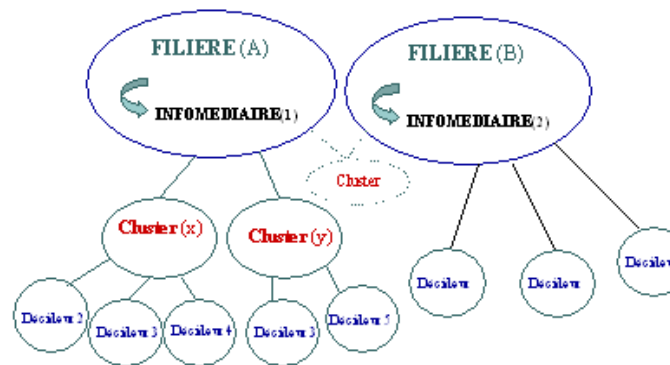 FILIERE (A)
FILIERE (B)
INFOMEDIAIRE(1)
INFOMEDIAIRE(2)
Cluster
Cluster (x)
Cluster (y)
Décideur
Décideur
Décideur 2
Décideur 3
Décideur 4
Décideur 3
Décideur 5